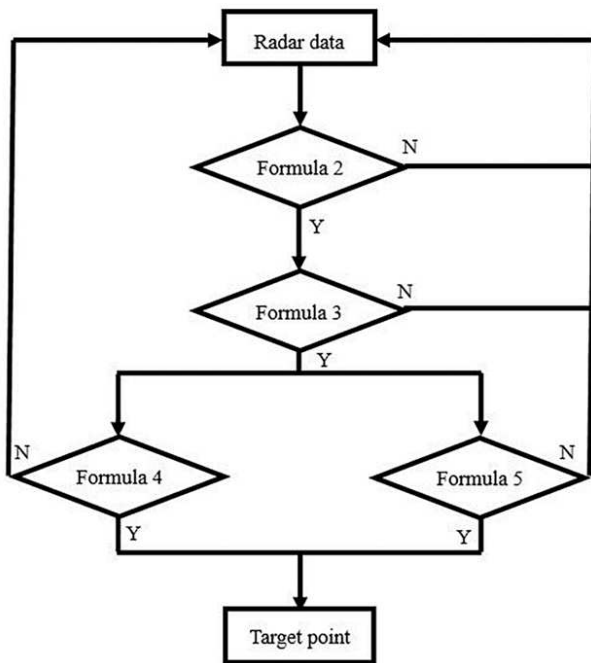 Radar data
N
Formula 2
Y
N
Formula 3
Y
N
N
Formula 4
Formula 5
Y
Y
Target point